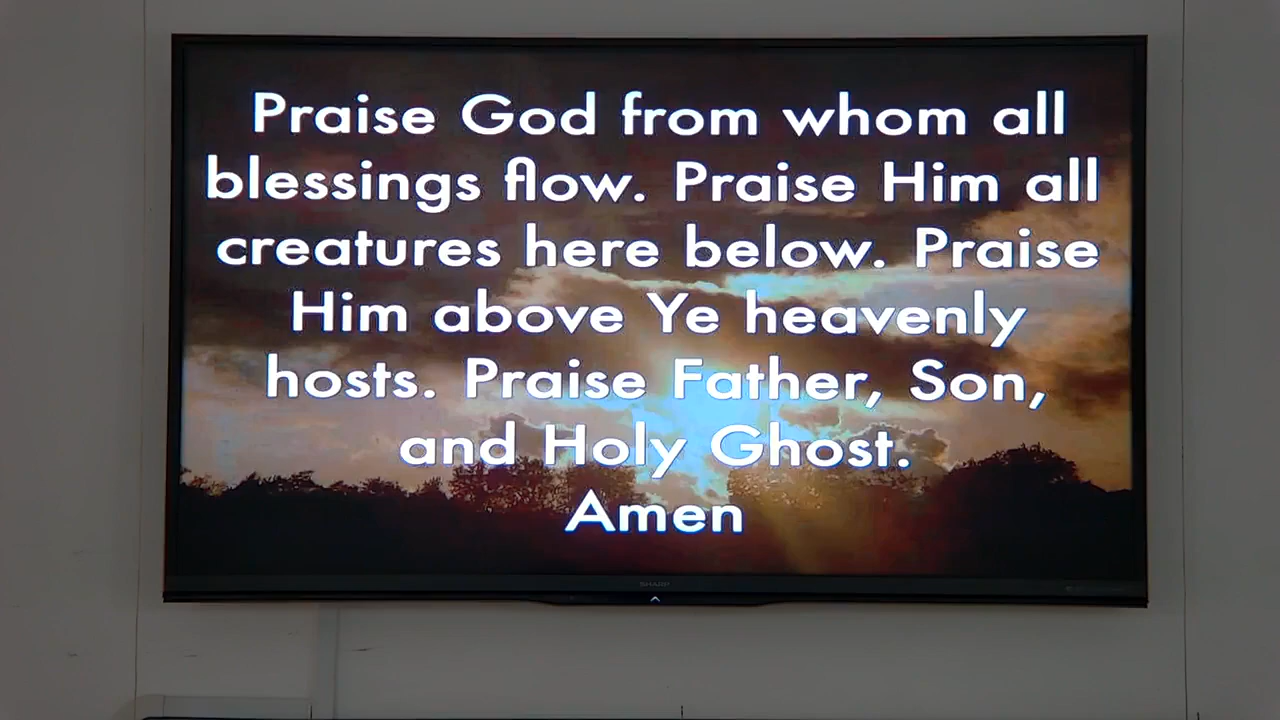 Praise God from whom all
blessings flow. Praise Him all
creatures here below. Praise
Him above Ye heavenly
hosts. Praise Father, Son,
and Holy Ghost.
Amen
SHARP